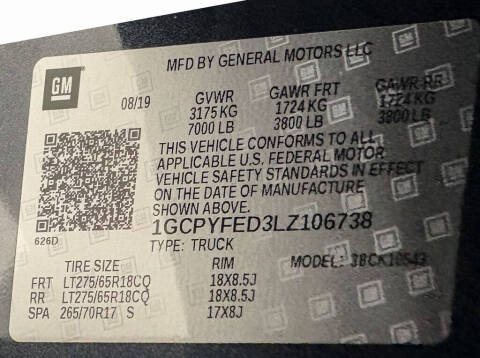 MFD BY GENERAL MOTORS LLC
GM
08/19 GVWR GAWR FRT GAWR RR
3175 KG 1724 KG 1724 KG
7000 LB 3800 LB 3800 LB
THIS VEHICLE CONFORMS TO ALL
APPLICABLE U.S. FEDERAL MOTOR
VEHICLE SAFETY STANDARDS IN EFFECT
ON THE DATE OF MANUFACTURE
SHOWN ABOVE.
1GCPYFED3LZ106738
626D
TYPE: TRUCK
TIRE SIZE RIM MODEL:
FRT LT275/65R18CQ 18X8.5J
RR LT275/65R18CQ 18X8.5J
SPA 265/70R17 S 17X8J